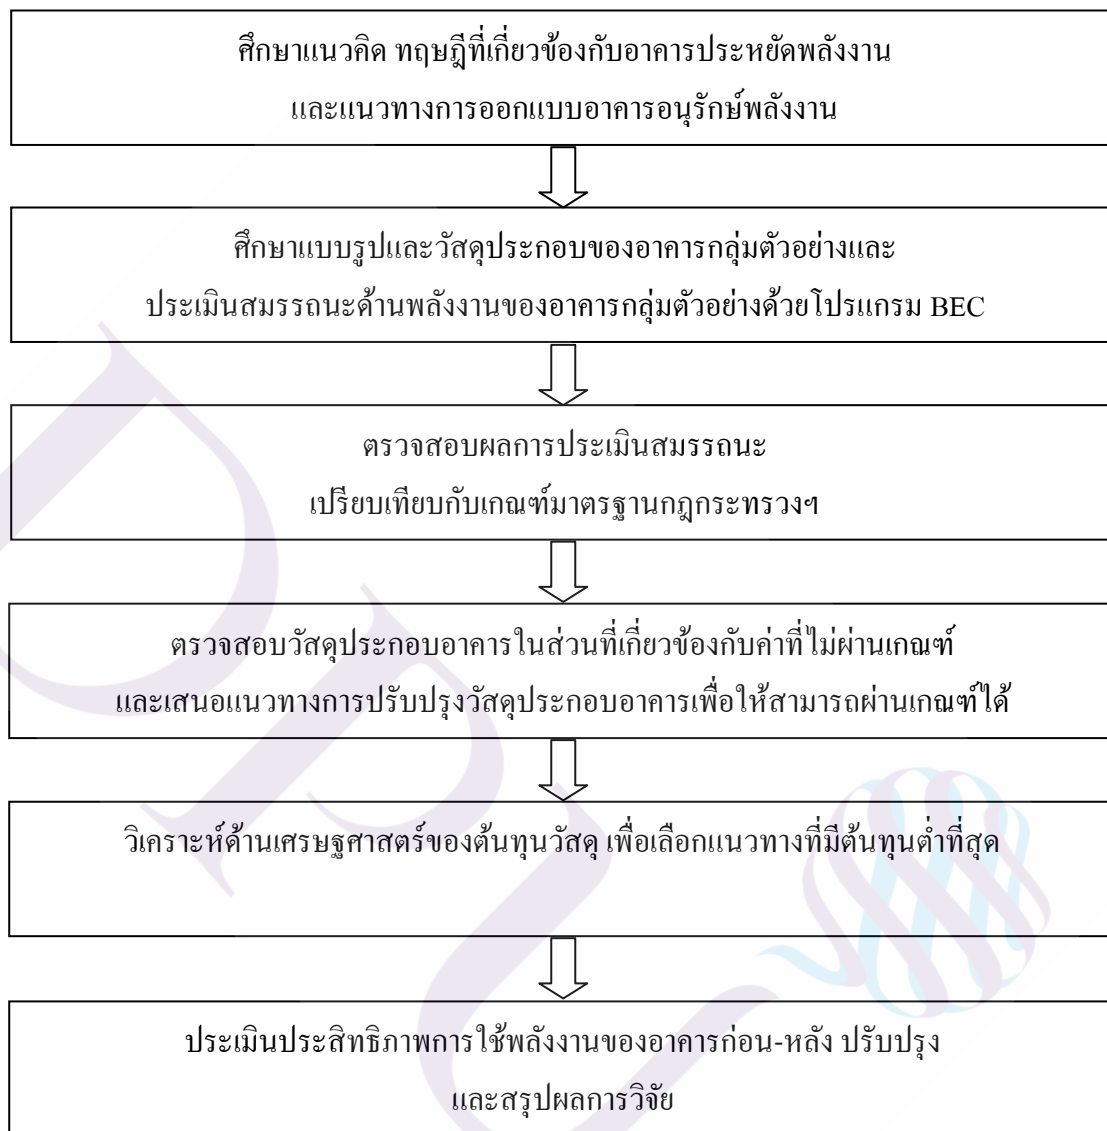 ศึกษาแนวคิด ทฤษฎีที่เกี่ยวข้องกับอาคารประหยัดพลังงาน
และแนวทางการออกแบบอาคารอนุรักษ์พลังงาน
ศึกษาแบบรูปและวัสดุประกอบของอาคารกลุ่มตัวอย่างและ
ประเมินสมรรถนะด้านพลังงานของอาคารกลุ่มตัวอย่างด้วยโปรแกรม BEC
ตรวจสอบผลการประเมินสมรรถนะ
เปรียบเทียบกับเกณฑ์มาตรฐานกฎกระทรวงฯ
ตรวจสอบวัสดุประกอบอาคารในส่วนที่เกี่ยวข้องกับค่าที่ไม่ผ่านเกณฑ์
และเสนอแนวทางการปรับปรุงวัสดุประกอบอาคารเพื่อให้สามารถผ่านเกณฑ์ได้
วิเคราะห์ด้านเศรษฐศาสตร์ของต้นทุนวัสดุ เพื่อเลือกแนวทางที่มีต้นทุนต่ำที่สุด
ประเมินประสิทธิภาพการใช้พลังงานของอาคารก่อน-หลัง ปรับปรุง
และสรุปผลการวิจัย
DPU